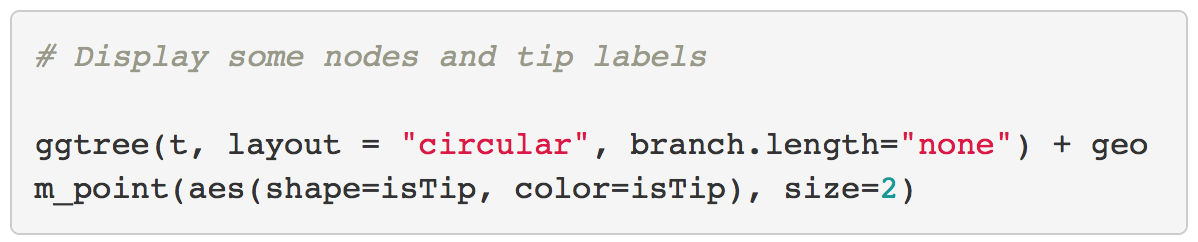 # Display some nodes and tip labels
ggtree(t, layout = "circular", branch.length="none") + geo
m_point(aes(shape=isTip, color=isTip), size=2)